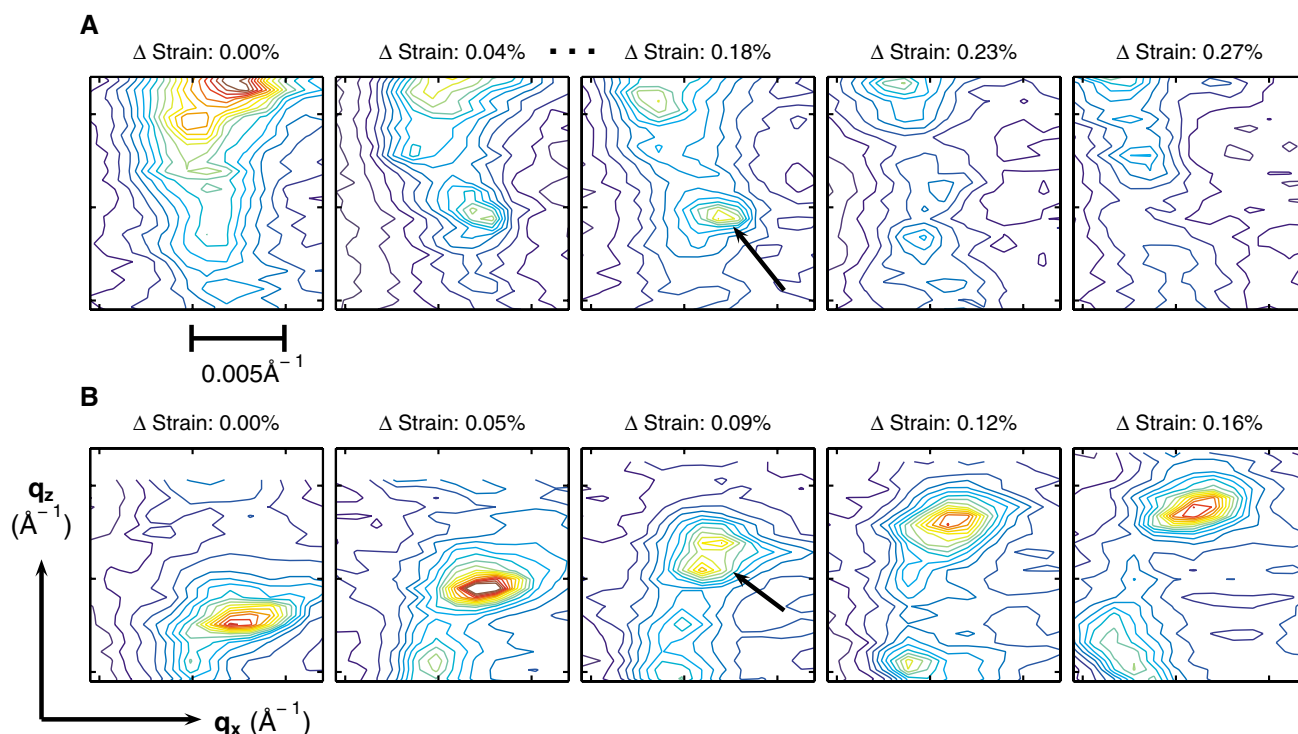 A
Δ Strain: 0.00% Δ Strain: 0.04% ... Δ Strain: 0.18% Δ Strain: 0.23% Δ Strain: 0.27%
0.005Å⁻¹
B
Δ Strain: 0.00% Δ Strain: 0.05% Δ Strain: 0.09% Δ Strain: 0.12% Δ Strain: 0.16%
q_z
(Å⁻¹)
q_x (Å⁻¹)